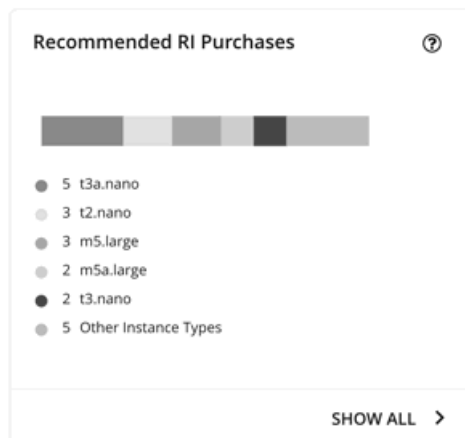 Recommended RI Purchases
5 t3a.nano
3 t2.nano
3 m5.large
2 m5a.large
2 t3.nano
5 Other Instance Types
SHOW ALL